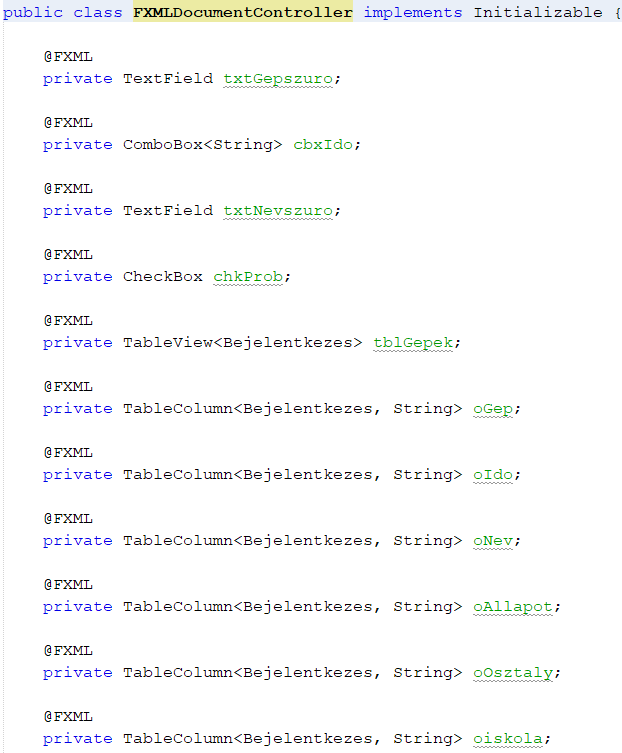 public class FXMLDocumentController implements Initializable {
@FXML
private TextField txtGepszuro;
@FXML
private ComboBox<String> cbxIdo;
@FXML
private TextField txtNevszuro;
@FXML
private CheckBox chkProb;
@FXML
private TableView<Bejelentkezes> tblGepek;
@FXML
private TableColumn<Bejelentkezes, String> oGep;
@FXML
private TableColumn<Bejelentkezes, String> oIdo;
@FXML
private TableColumn<Bejelentkezes, String> oNev;
@FXML
private TableColumn<Bejelentkezes, String> oAllapot;
@FXML
private TableColumn<Bejelentkezes, String> oOsztaly;
@FXML
private TableColumn<Bejelentkezes, String> oiskola;